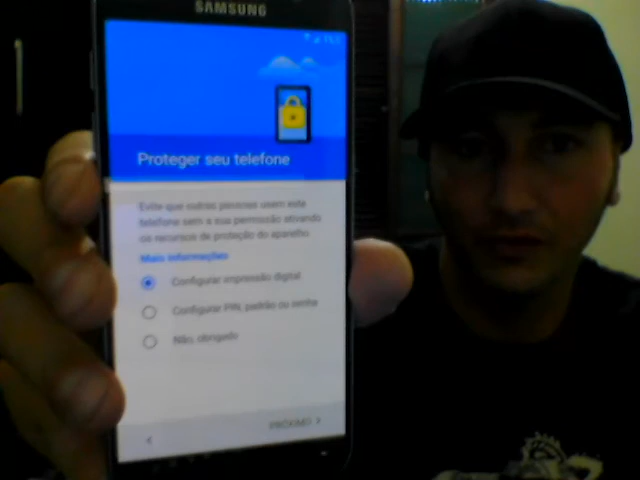 SAMSUNG
Proteger seu telefone
Evite que outras pessoas usem este
telefone sem a sua permissão ativando
os recursos de proteção do aparelho.
Mais informações
Configurar impressão digital
Configurar PIN, padrão ou senha
Não, obrigado
PRÓXIMO >